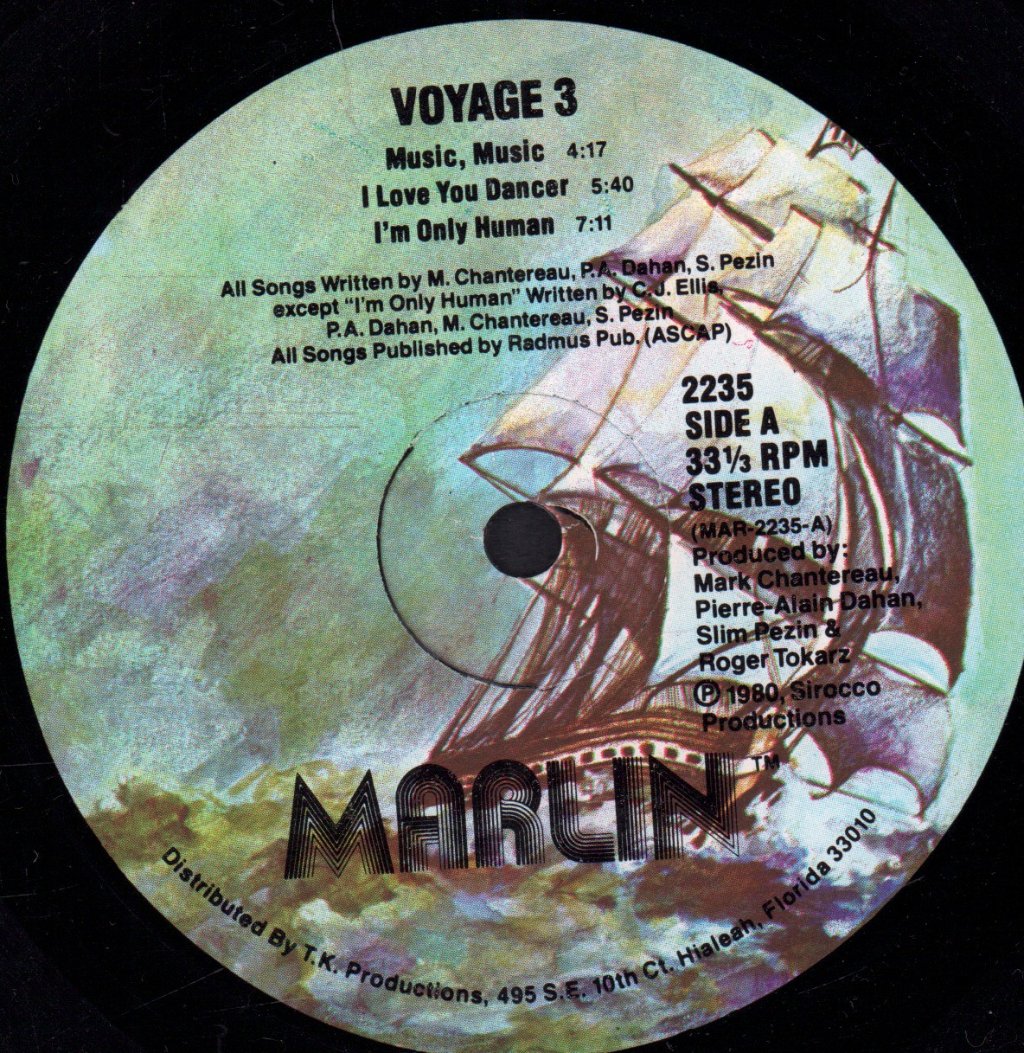 VOYAGE 3
Music, Music 4:17
I Love You Dancer 5:40
I'm Only Human 7:11
All Songs Written by M. Chantereau, P.A. Dahan, S. Pezin
except "I'm Only Human" Written by C.J. Ellis,
P.A. Dahan, M. Chantereau, S. Pezin
All Songs Published by Radmus Pub. (ASCAP)
2235
SIDE A
33⅓ RPM
STEREO
(MAR-2235-A)
Produced by:
Mark Chantereau,
Pierre-Alain Dahan,
Slim Pezin &
Roger Tokarz
℗ 1980, Sirocco
Productions
MARLIN ™
Distributed By T.K. Productions, 495 S.E. 10th Ct. Hialeah, Florida 33010